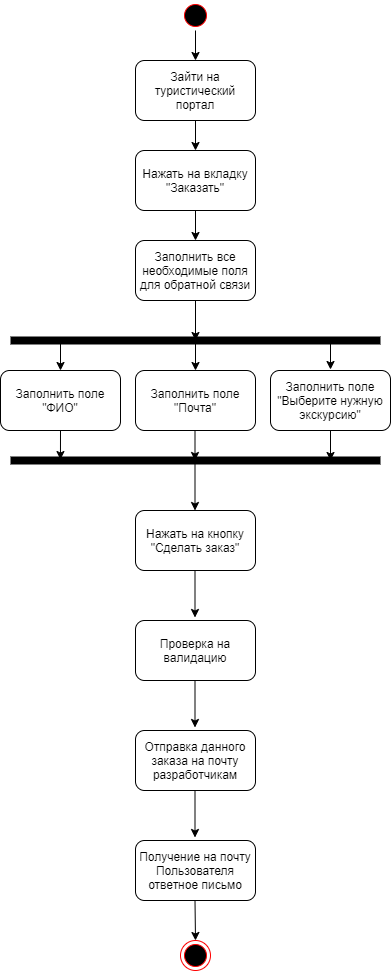 Зайти на
туристический
портал
Нажать на вкладку
"Заказать"
Заполнить все
необходимые поля
для обратной связи
Заполнить поле
"ФИО"
Заполнить поле
"Почта"
Заполнить поле
"Выберите нужную
экскурсию"
Нажать на кнопку
"Сделать заказ"
Проверка на
валидацию
Отправка данного
заказа на почту
разработчикам
Получение на почту
Пользователя
ответное письмо